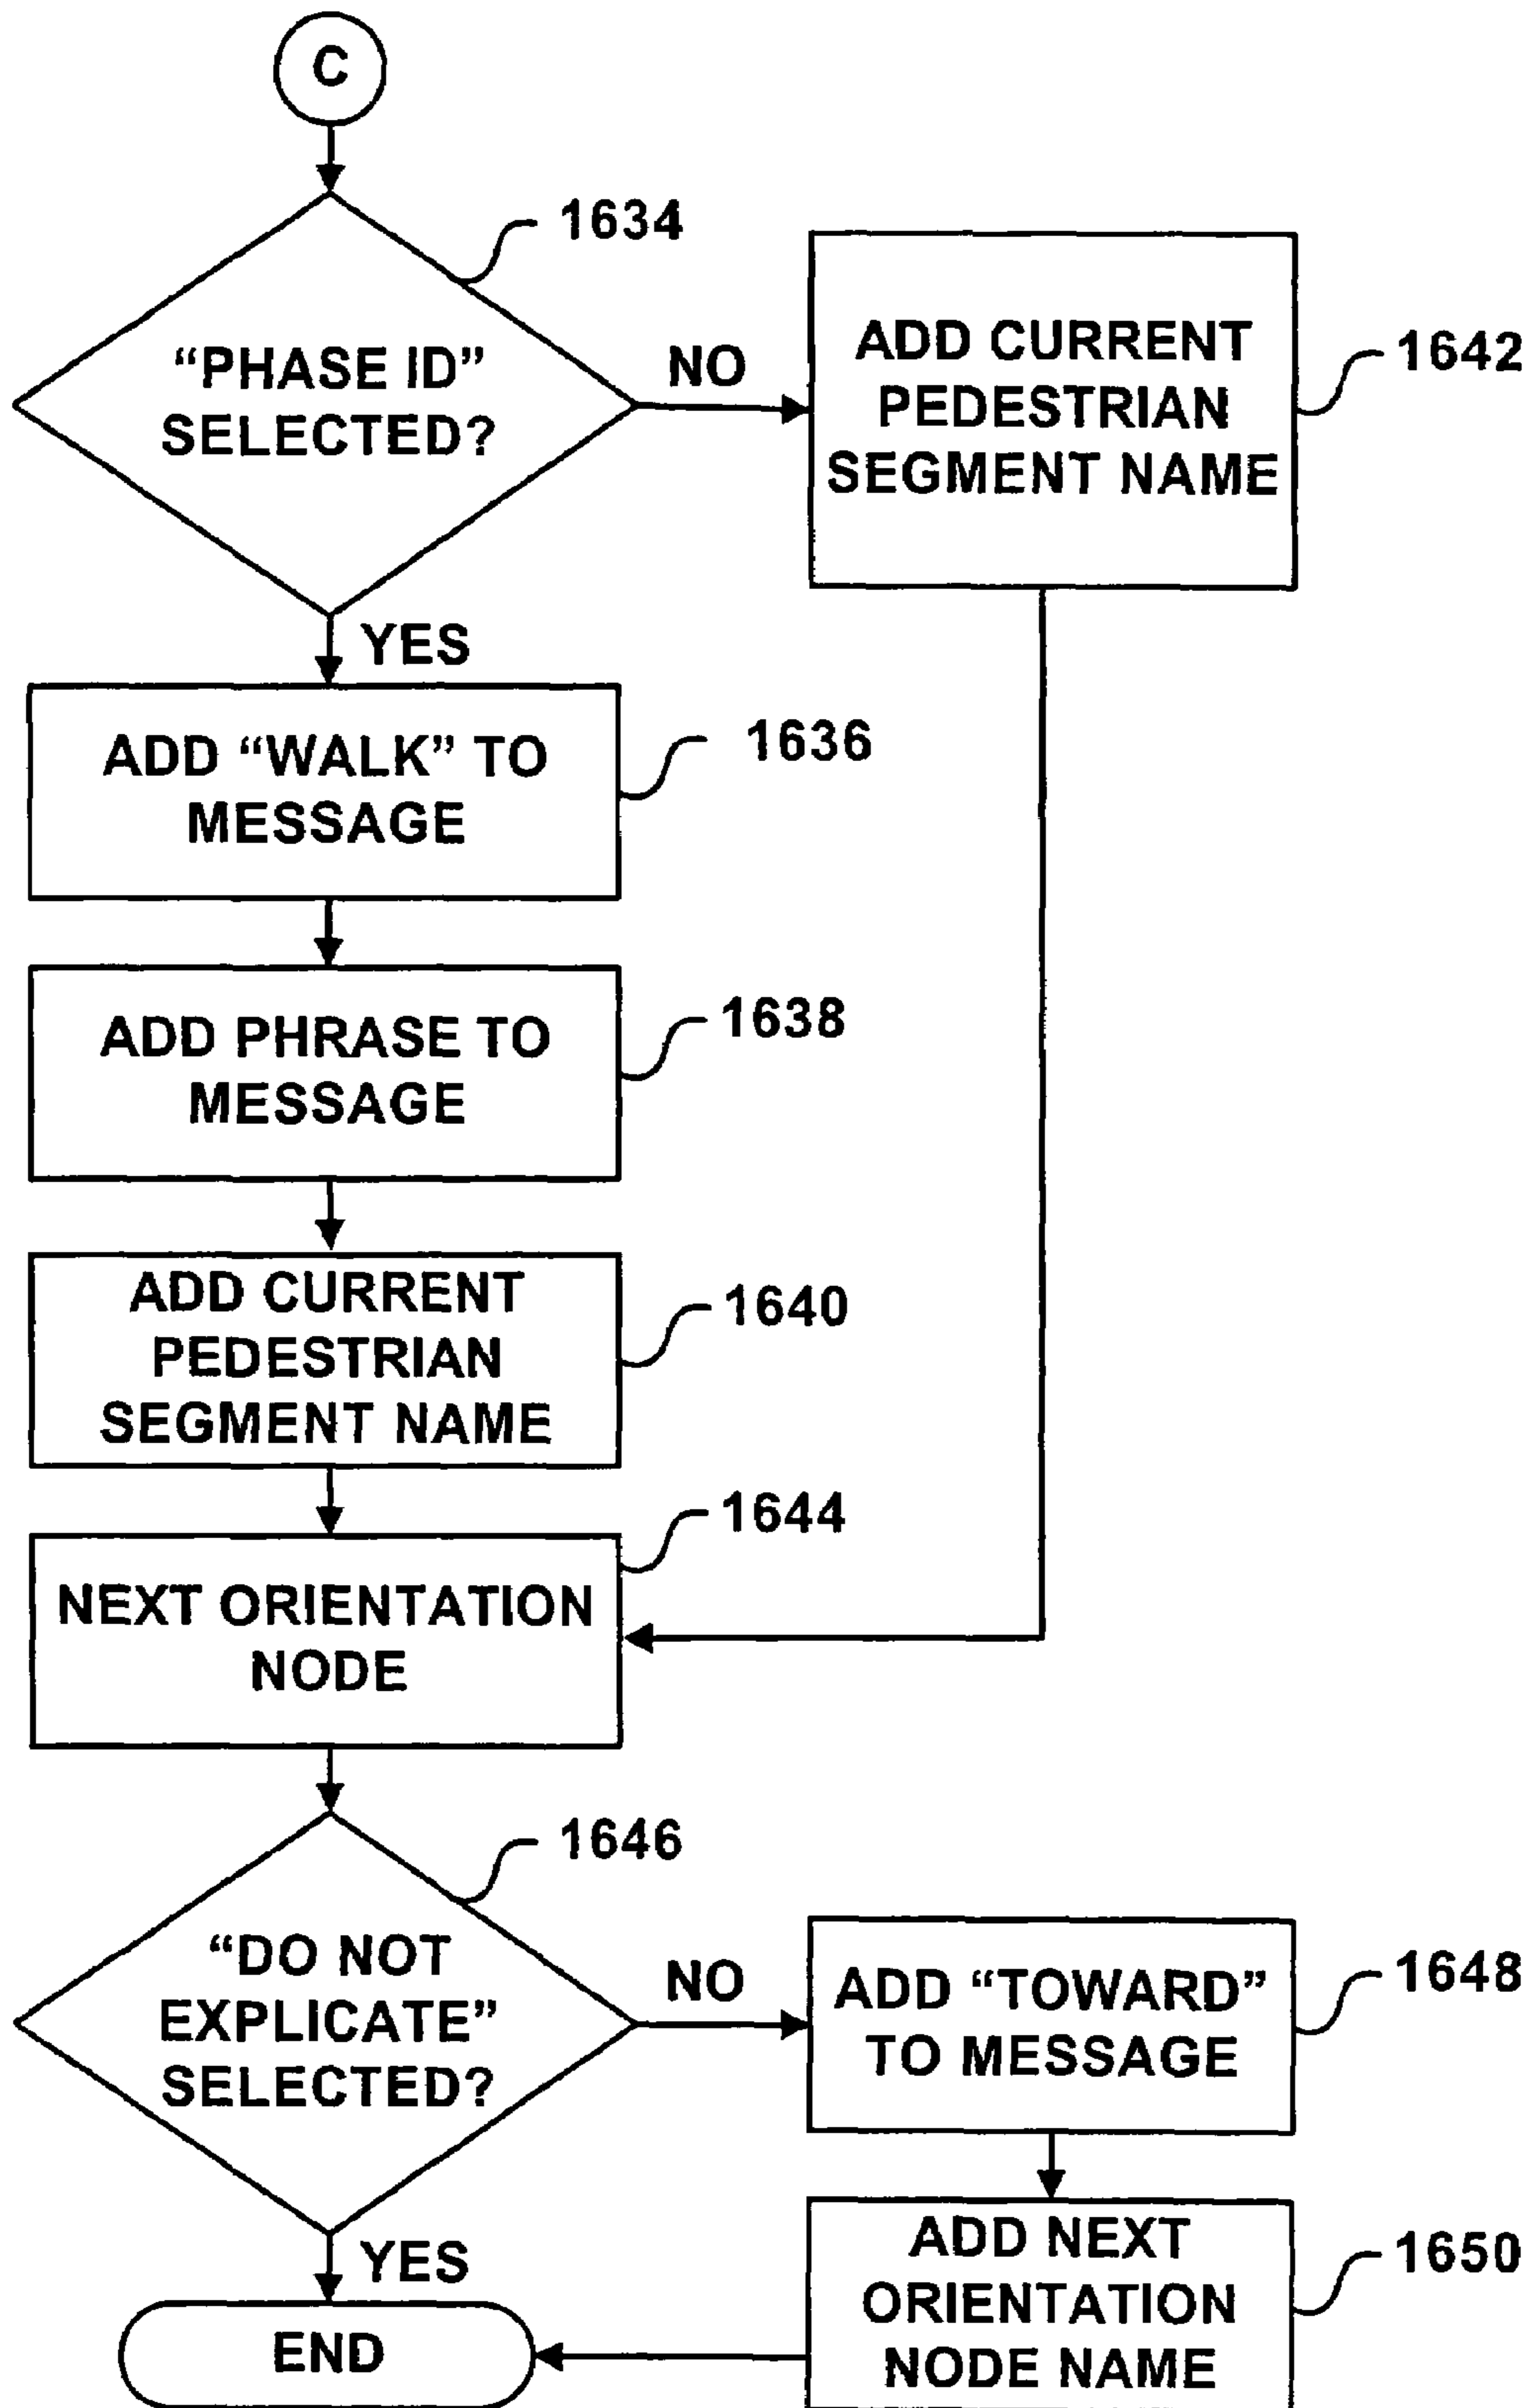 C
1634
“PHASE ID”
SELECTED?
NO
ADD CURRENT
PEDESTRIAN
SEGMENT NAME
1642
YES
ADD “WALK” TO
MESSAGE
1636
ADD PHRASE TO
MESSAGE
1638
ADD CURRENT
PEDESTRIAN
SEGMENT NAME
1640
NEXT ORIENTATION
NODE
1644
1646
“DO NOT
EXPLICATE”
SELECTED?
NO
ADD “TOWARD”
TO MESSAGE
1648
YES
ADD NEXT
ORIENTATION
NODE NAME
1650
END